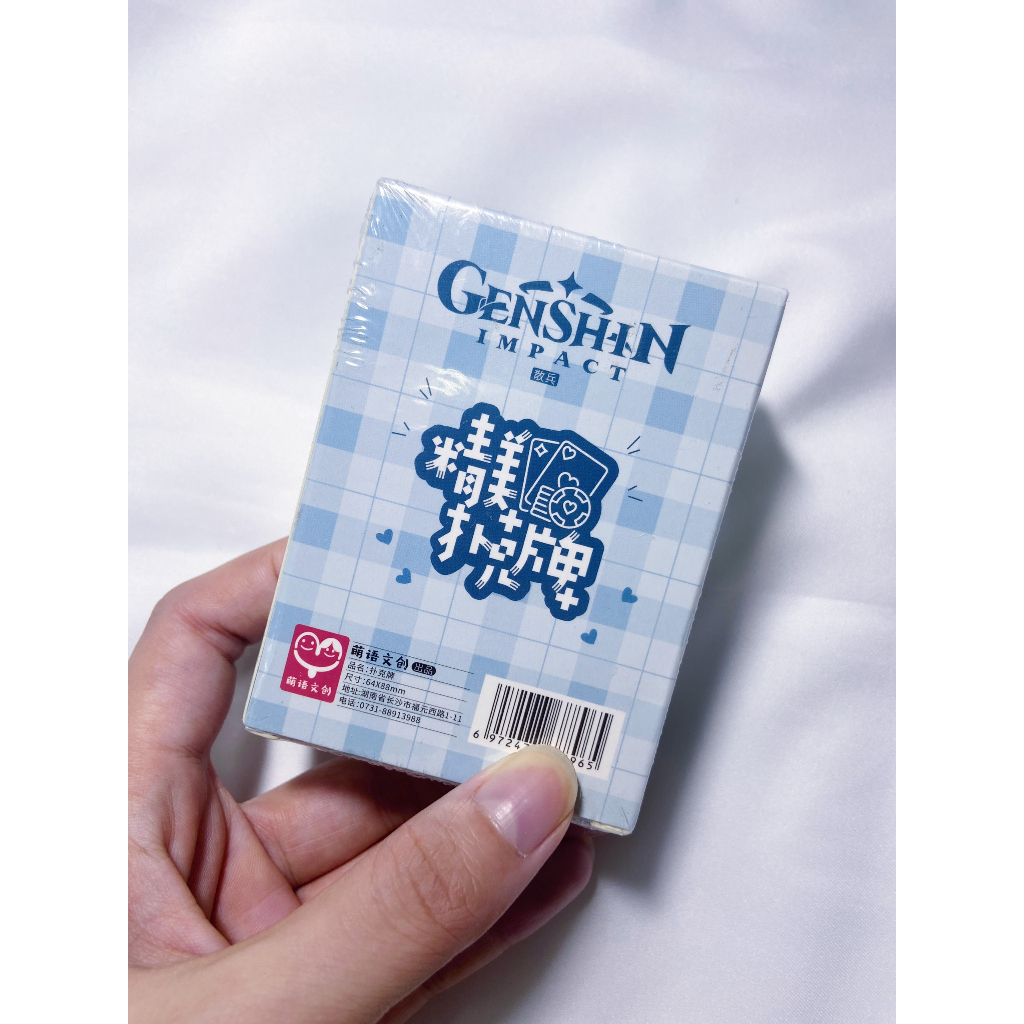 GENSHIN
IMPACT
散兵
精美
扑克牌
萌语文创 出品
品名:扑克牌
尺寸:64X88mm
地址:湖南省长沙市福元西路1-11
电话:0731-88913988
萌语文创